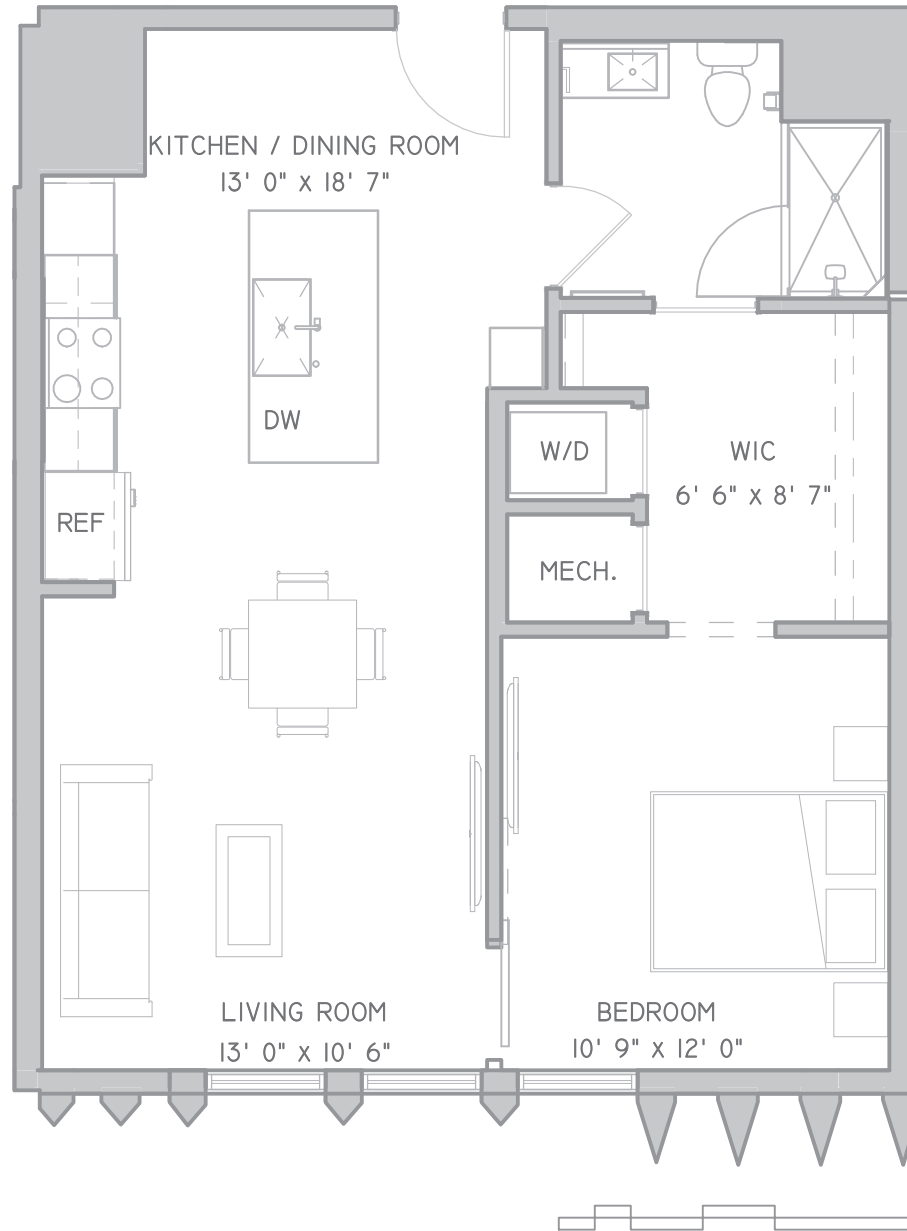 KITCHEN / DINING ROOM
13' 0" X 18' 7"
DW
W/D
WIC
6' 6" X 8' 7"
REF
MECH.
LIVING ROOM
13' 0" X 10' 6"
BEDROOM
10' 9" X 12' 0"